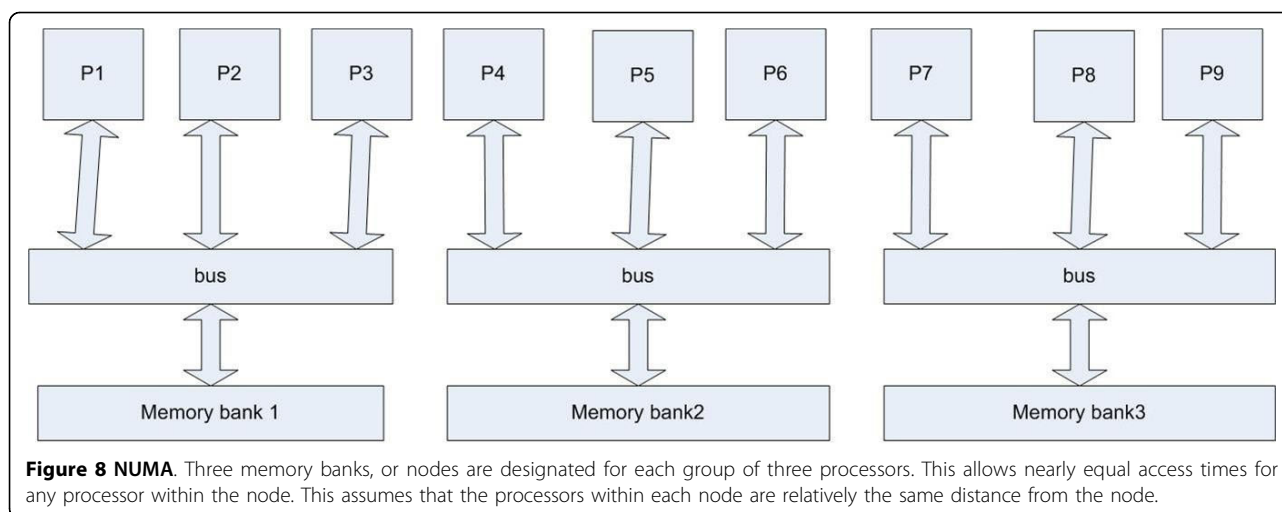 P1 P2 P3 P4 P5 P6 P7 P8 P9
bus bus bus
Memory bank 1 Memory bank2 Memory bank3
Figure 8 NUMA. Three memory banks, or nodes are designated for each group of three processors. This allows nearly equal access times for
any processor within the node. This assumes that the processors within each node are relatively the same distance from the node.